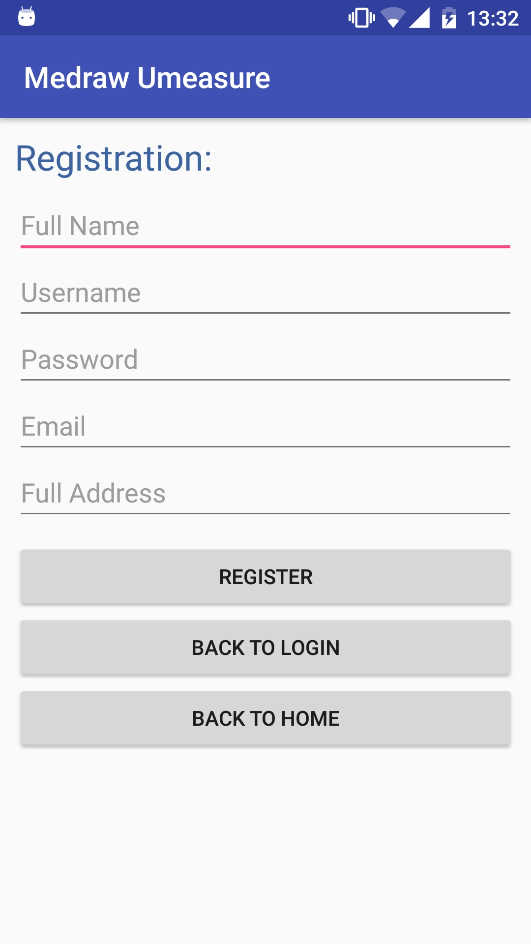 13:32
Medraw Umeasure
Registration:
Full Name
Username
Password
Email
Full Address
REGISTER
BACK TO LOGIN
BACK TO HOME